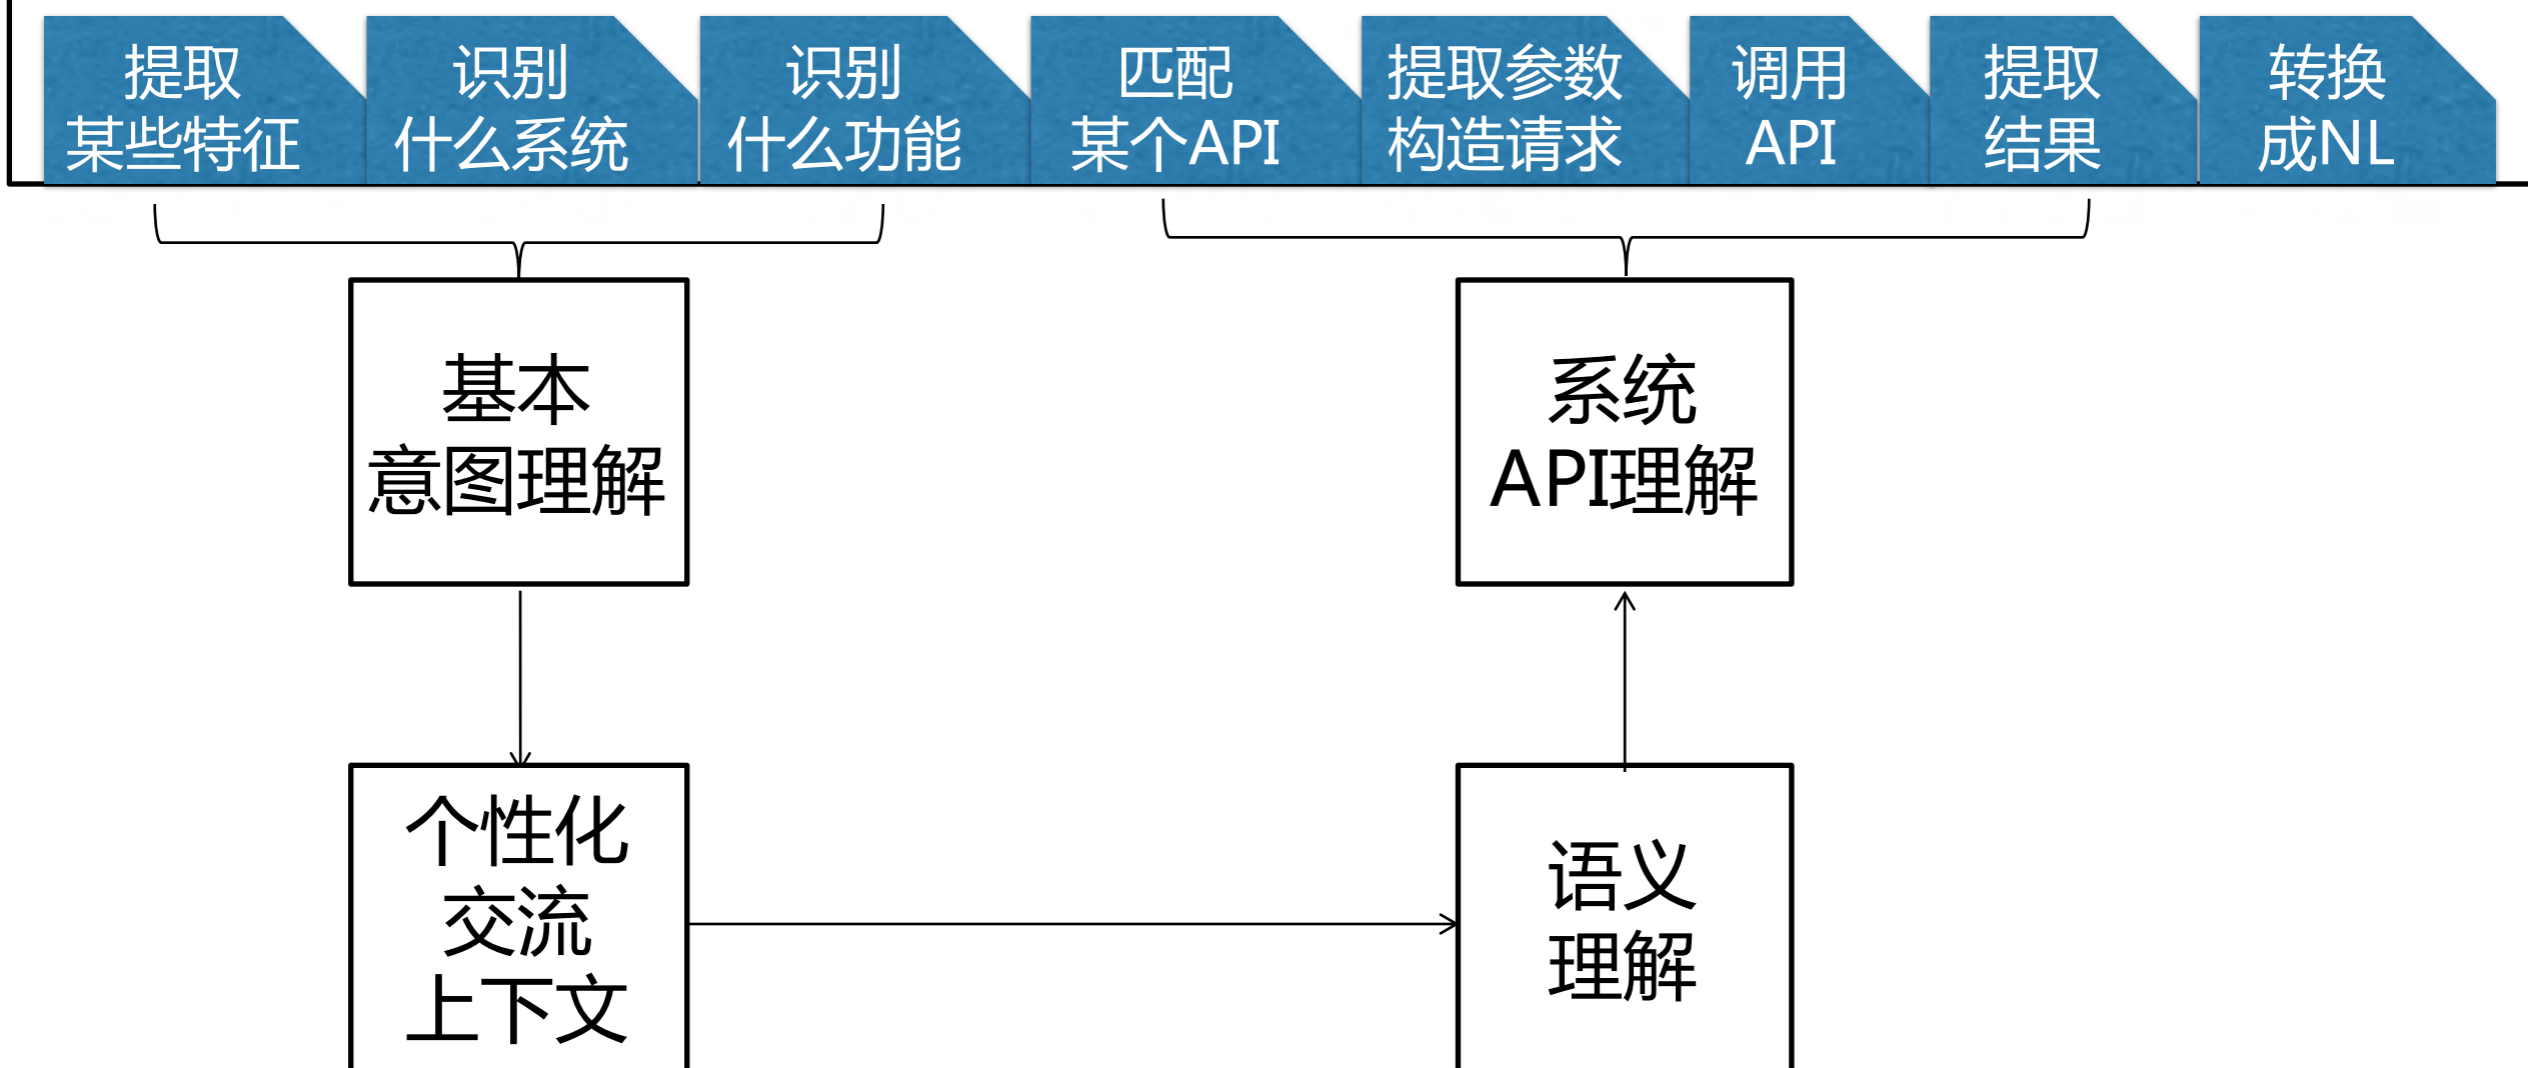 提取
某些特征
识别
什么系统
识别
什么功能
匹配
某个API
提取参数
构造请求
调用
API
提取
结果
转换
成NL
基本
意图理解
系统
API理解
个性化
交流
上下文
语义
理解